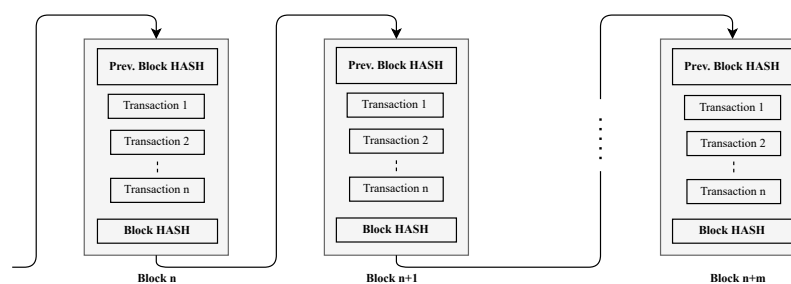 Prev. Block HASH
Transaction 1
Transaction 2
Transaction n
Block HASH
Block n
Prev. Block HASH
Transaction 1
Transaction 2
Transaction n
Block HASH
Block n+1
Prev. Block HASH
Transaction 1
Transaction 2
Transaction n
Block HASH
Block n+m